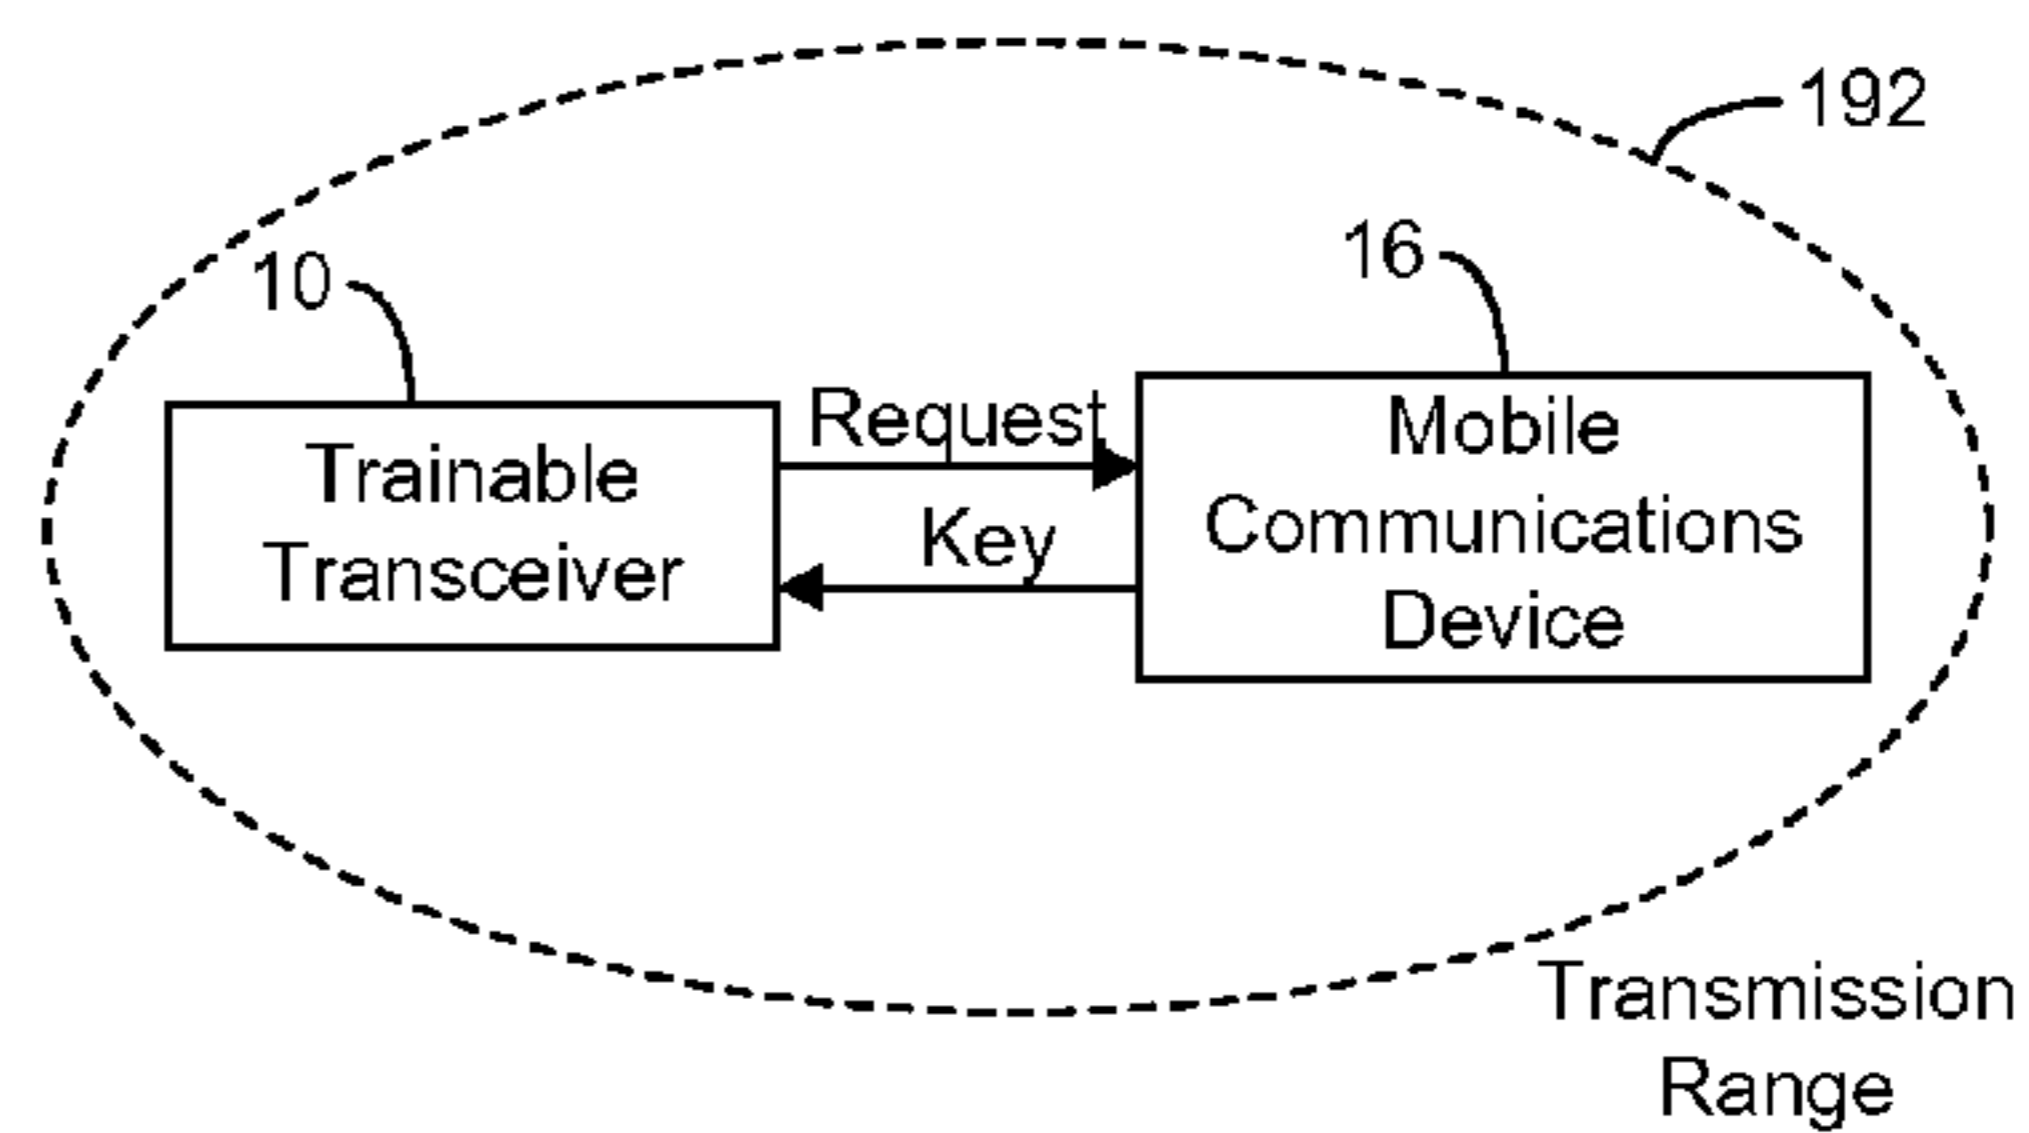 192
16
10
Request
Trainable
Transceiver
Key
Mobile
Communications
Device
Transmission
Range